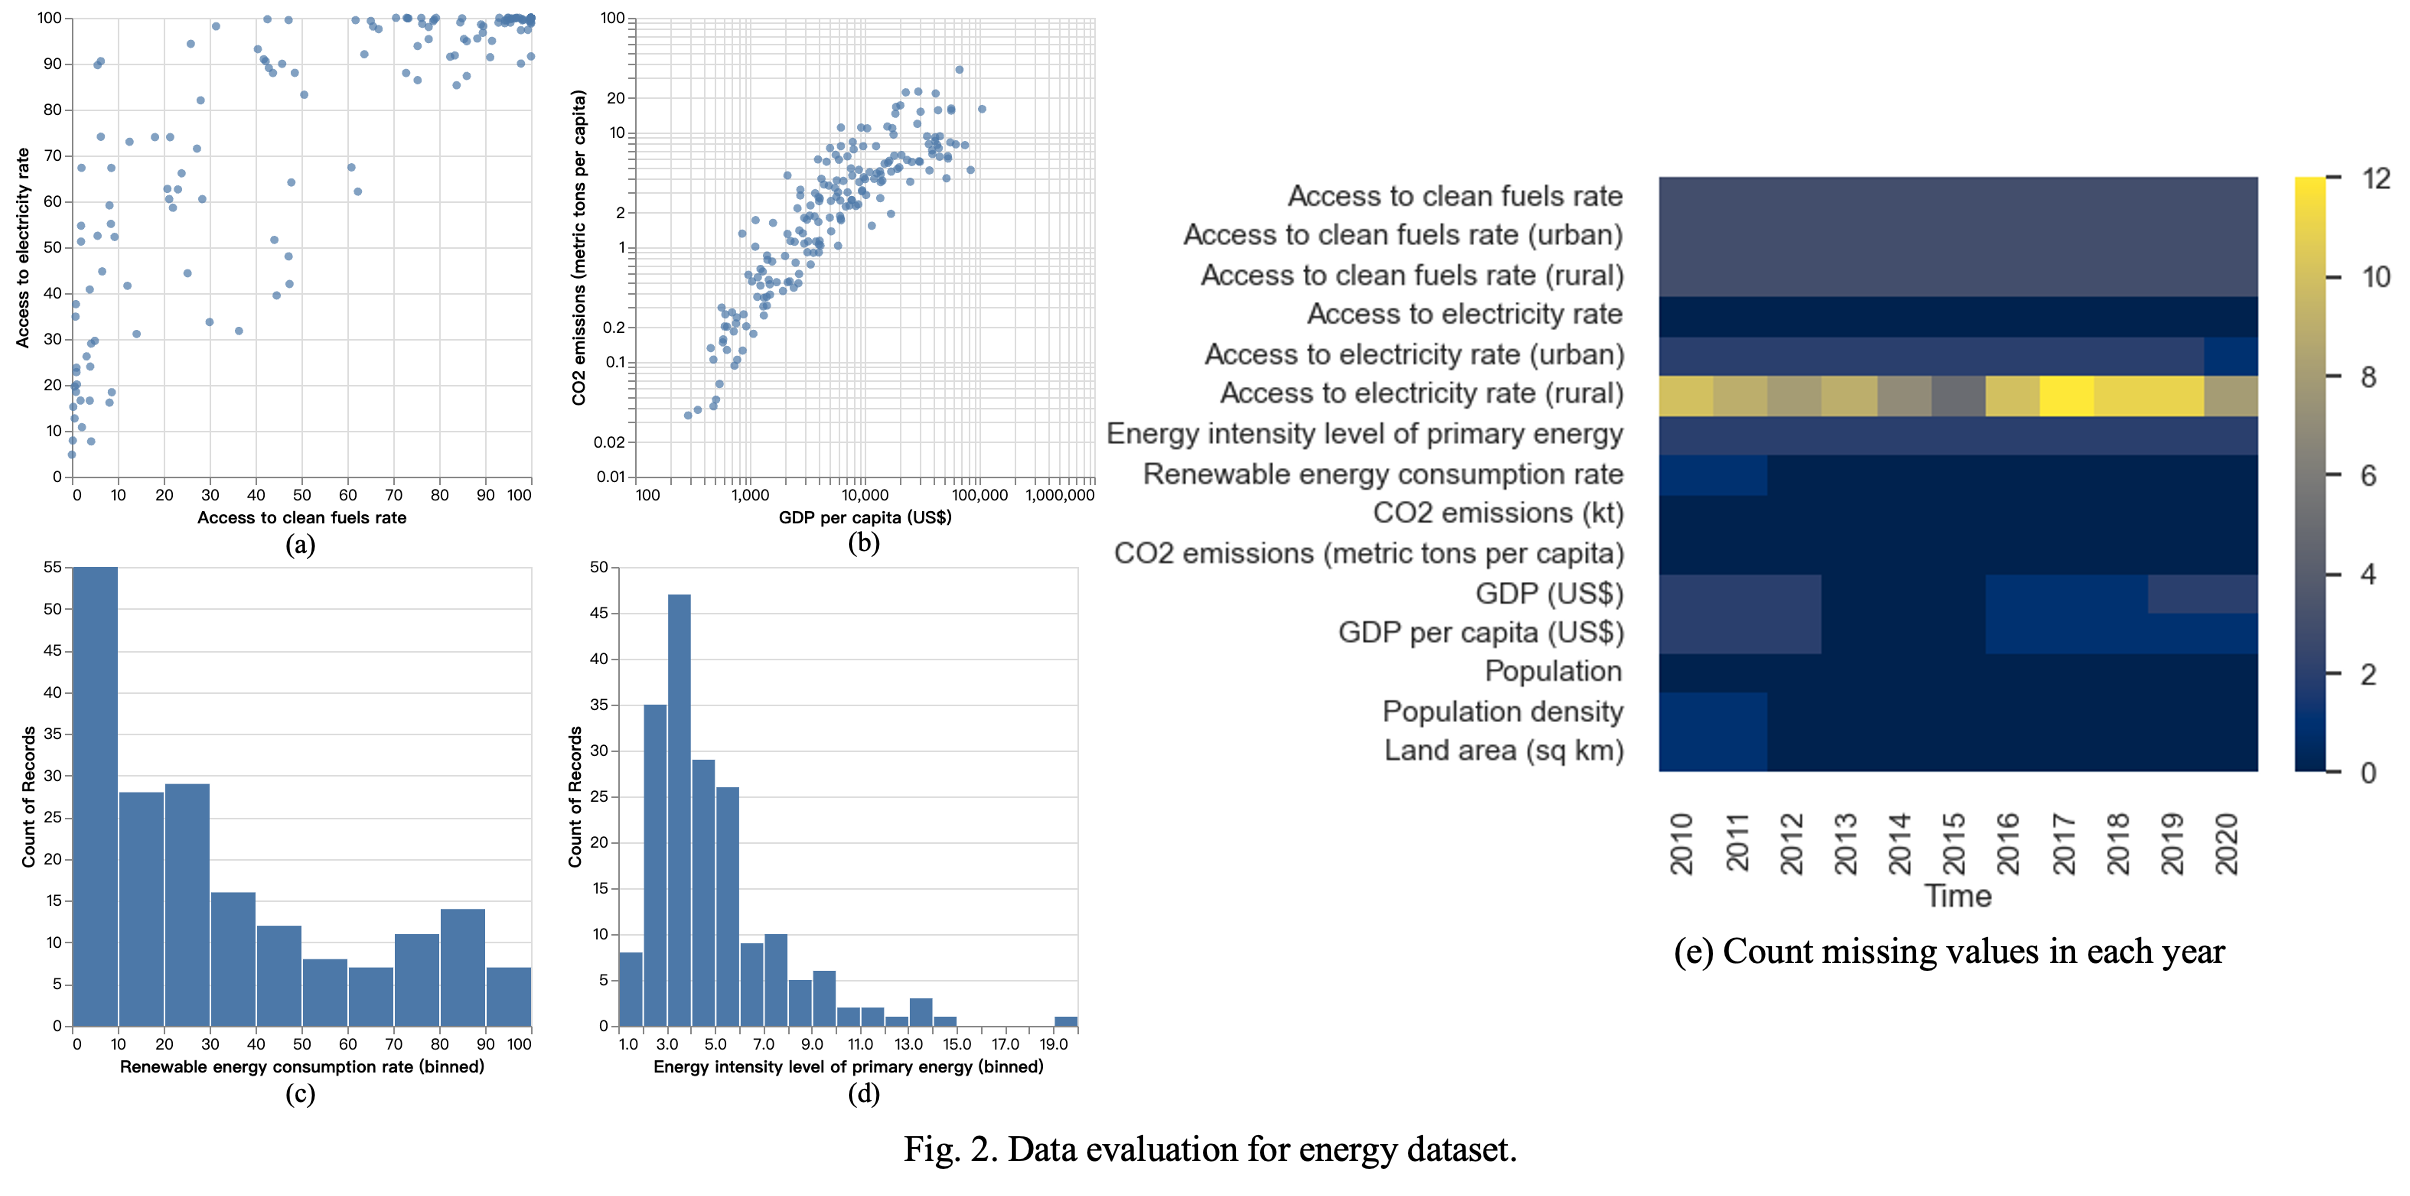 100
90
80
70
60
50
40
30
20
10
0
Access to electricity rate
0 10 20 30 40 50 60 70 80 90 100
Access to clean fuels rate
(a)
100
20
10
2
1
0.2
0.1
0.02
0.01
CO2 emissions (metric tons per capita)
100 1,000 10,000 100,000 1,000,000
GDP per capita (US$)
(b)
55
50
45
40
35
30
25
20
15
10
5
0
Count of Records
0 10 20 30 40 50 60 70 80 90 100
Renewable energy consumption rate (binned)
(c)
50
45
40
35
30
25
20
15
10
5
0
Count of Records
1.0 3.0 5.0 7.0 9.0 11.0 13.0 15.0 17.0 19.0
Energy intensity level of primary energy (binned)
(d)
Access to clean fuels rate
Access to clean fuels rate (urban)
Access to clean fuels rate (rural)
Access to electricity rate
Access to electricity rate (urban)
Access to electricity rate (rural)
Energy intensity level of primary energy
Renewable energy consumption rate
CO2 emissions (kt)
CO2 emissions (metric tons per capita)
GDP (US$)
GDP per capita (US$)
Population
Population density
Land area (sq km)
2010 2011 2012 2013 2014 2015 2016 2017 2018 2019 2020
Time
12
10
8
6
4
2
0
(e) Count missing values in each year
Fig. 2. Data evaluation for energy dataset.